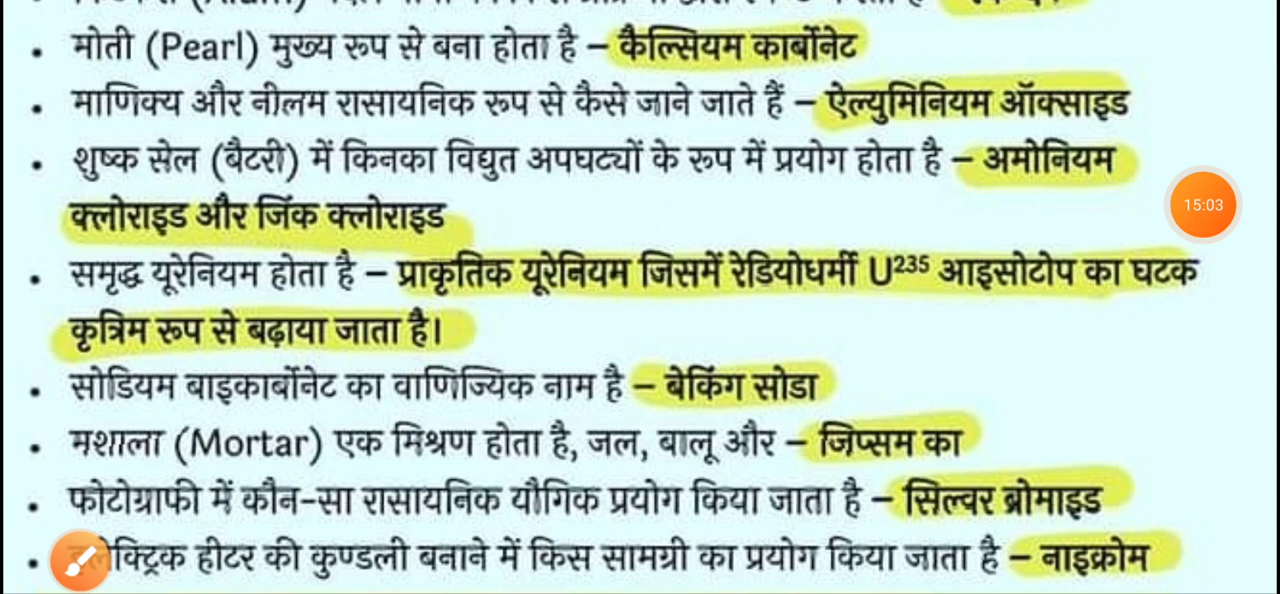 • मोती (Pearl) मुख्य रूप से बना होता है – कैल्सियम कार्बोनेट
• माणिक्य और नीलम रासायनिक रूप से कैसे जाने जाते हैं – ऐल्युमिनियम ऑक्साइड
• शुष्क सेल (बैटरी) में किनका विद्युत अपघट्यों के रूप में प्रयोग होता है – अमोनियम
क्लोराइड और जिंक क्लोराइड
15:03
• समृद्ध यूरेनियम होता है – प्राकृतिक यूरेनियम जिसमें रेडियोधर्मी U²³⁵ आइसोटोप का घटक
कृत्रिम रूप से बढ़ाया जाता है।
• सोडियम बाइकार्बोनेट का वाणिज्यिक नाम है – बेकिंग सोडा
• मशाला (Mortar) एक मिश्रण होता है, जल, बालू और – जिप्सम का
• फोटोग्राफी में कौन-सा रासायनिक यौगिक प्रयोग किया जाता है – सिल्वर ब्रोमाइड
• हीटर की कुण्डली बनाने में किस सामग्री का प्रयोग किया जाता है – नाइक्रोम